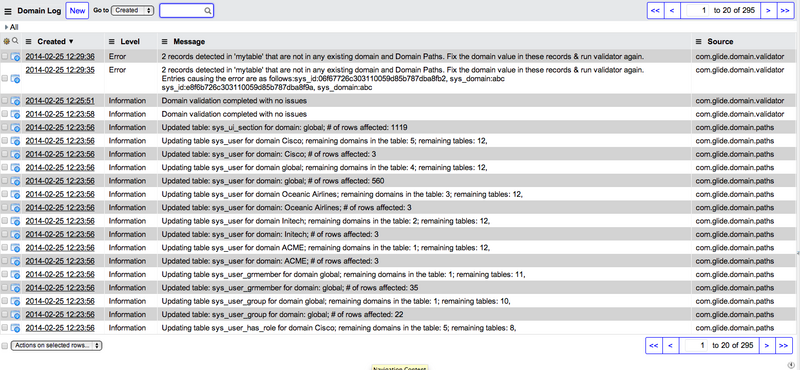 Domain Log New Go to Created
<< < 1 to 20 of 295 > >>
All
Created ▼ Level Message Source
2014-02-25 12:29:36 Error 2 records detected in 'mytable' that are not in any existing domain and Domain Paths. Fix the domain value in these records & run validator again. com.glide.domain.validator
2014-02-25 12:29:35 Error 2 records detected in 'mytable' that are not in any existing domain and Domain Paths. Fix the domain value in these records & run validator again. com.glide.domain.validator
Entries causing the error are as follows:sys_id:06f67726c303110059d85b787dba8fb2, sys_domain:abc
sys_id:e8f6b726c303110059d85b787dba8f9a, sys_domain:abc
2014-02-25 12:25:51 Information Domain validation completed with no issues com.glide.domain.validator
2014-02-25 12:23:58 Information Domain validation completed with no issues com.glide.domain.validator
2014-02-25 12:23:56 Information Updated table: sys_ui_section for domain: global; # of rows affected: 1119 com.glide.domain.paths
2014-02-25 12:23:56 Information Updating table sys_user for domain Cisco; remaining domains in the table: 5; remaining tables: 12, com.glide.domain.paths
2014-02-25 12:23:56 Information Updated table: sys_user for domain: Cisco; # of rows affected: 3 com.glide.domain.paths
2014-02-25 12:23:56 Information Updating table sys_user for domain global; remaining domains in the table: 4; remaining tables: 12, com.glide.domain.paths
2014-02-25 12:23:56 Information Updated table: sys_user for domain: global; # of rows affected: 560 com.glide.domain.paths
2014-02-25 12:23:56 Information Updating table sys_user for domain Oceanic Airlines; remaining domains in the table: 3; remaining tables: 12, com.glide.domain.paths
2014-02-25 12:23:56 Information Updated table: sys_user for domain: Oceanic Airlines; # of rows affected: 3 com.glide.domain.paths
2014-02-25 12:23:56 Information Updating table sys_user for domain Initech; remaining domains in the table: 2; remaining tables: 12, com.glide.domain.paths
2014-02-25 12:23:56 Information Updated table: sys_user for domain: Initech; # of rows affected: 3 com.glide.domain.paths
2014-02-25 12:23:56 Information Updating table sys_user for domain ACME; remaining domains in the table: 1; remaining tables: 12, com.glide.domain.paths
2014-02-25 12:23:56 Information Updated table: sys_user for domain: ACME; # of rows affected: 3 com.glide.domain.paths
2014-02-25 12:23:56 Information Updating table sys_user_grmember for domain global; remaining domains in the table: 1; remaining tables: 11, com.glide.domain.paths
2014-02-25 12:23:56 Information Updated table: sys_user_grmember for domain: global; # of rows affected: 35 com.glide.domain.paths
2014-02-25 12:23:56 Information Updating table sys_user_group for domain global; remaining domains in the table: 1; remaining tables: 10, com.glide.domain.paths
2014-02-25 12:23:56 Information Updated table: sys_user_group for domain: global; # of rows affected: 22 com.glide.domain.paths
2014-02-25 12:23:56 Information Updating table sys_user_has_role for domain Cisco; remaining domains in the table: 5; remaining tables: 8, com.glide.domain.paths
Actions on selected rows... << < 1 to 20 of 295 > >>
Navigation Context